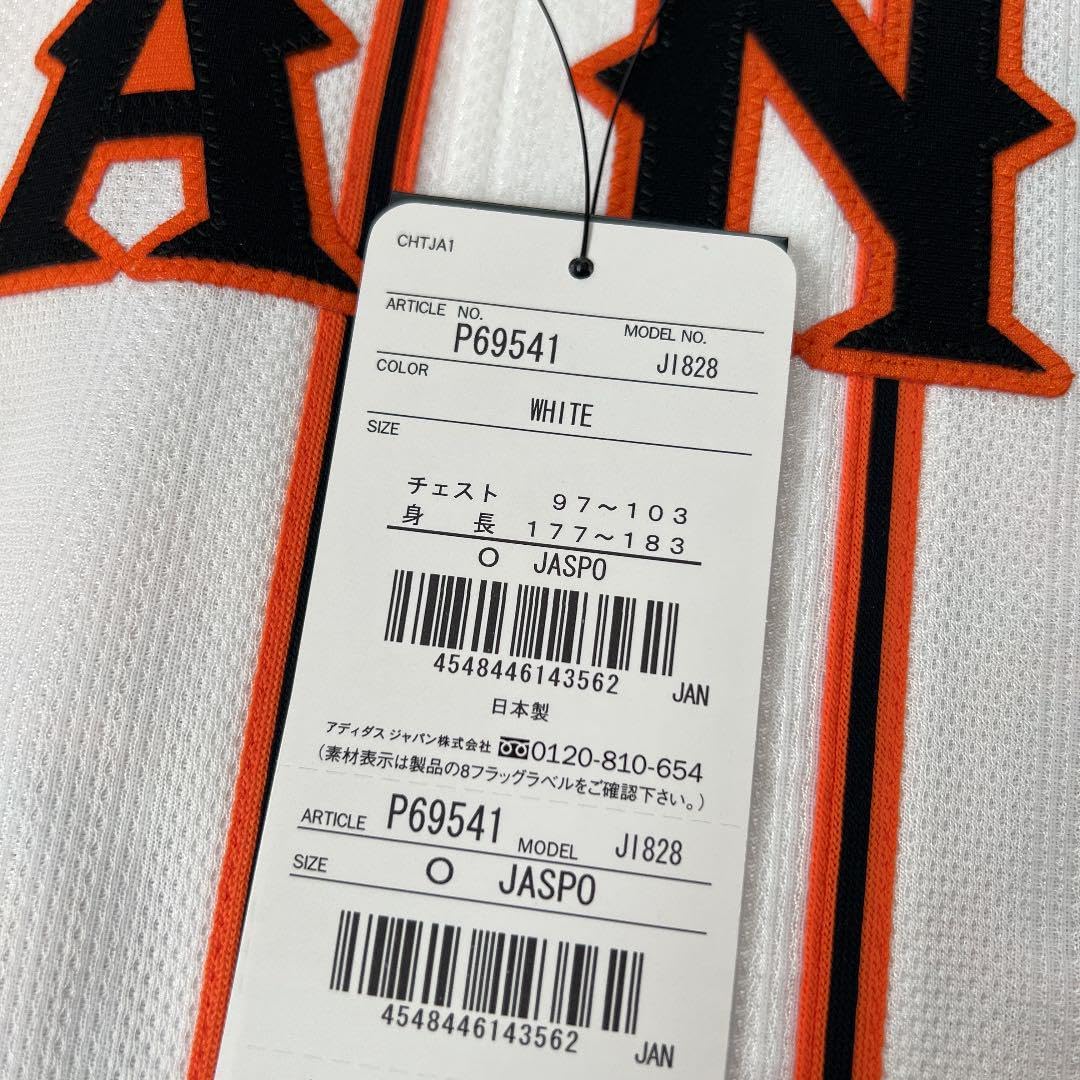 AN
CHTJA1
ARTICLE NO. MODEL NO.
P69541 JI828
COLOR
WHITE
SIZE
チェスト 97～103
身長 177～183
O JASPO
4548446143562 JAN
日本製
アディダス ジャパン株式会社 0120-810-654
(素材表示は製品の8フラッグラベルをご確認下さい。)
ARTICLE P69541 MODEL JI828
SIZE O JASPO
4548446143562 JAN